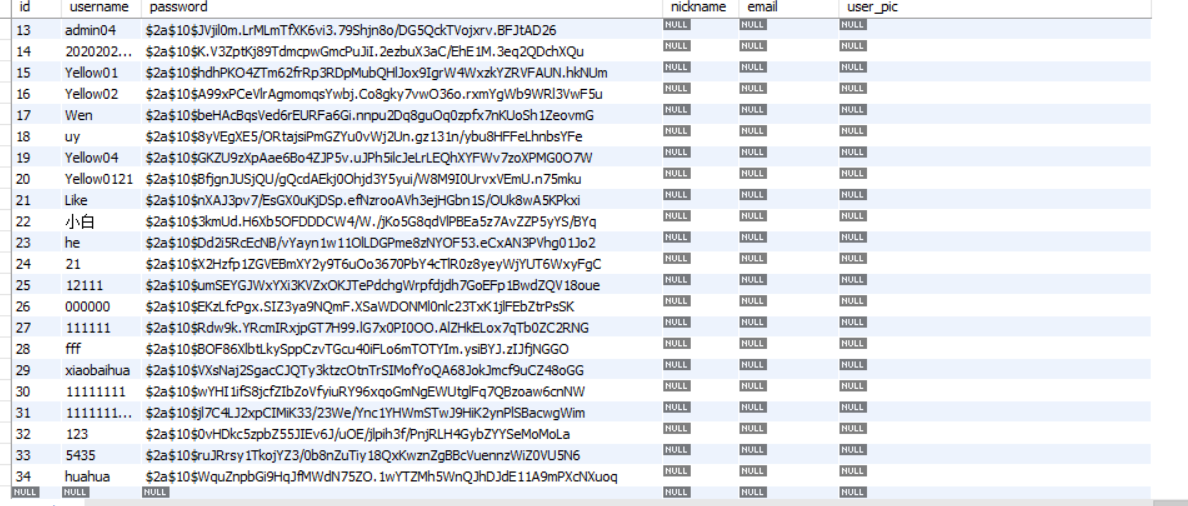 id username password nickname email user_pic
13 admin04 $2a$10$JVjil0m.LrMLmTfXK6vi3.79Shjn8o/DG5QckTVojxrv.BFJtAD26 NULL NULL NULL
14 2020202... $2a$10$K.V3ZptKj89TdmcpwGmcPuJiI.2ezbuX3aC/EhE1M.3eq2QDchXQu NULL NULL NULL
15 Yellow01 $2a$10$hdhPKO4ZTm62frRp3RDpMubQHlJox9IgrW4WxzkYZRVFAUN.hkNUm NULL NULL NULL
16 Yellow02 $2a$10$A99xPCeVlrAgmomqsYwbj.Co8gky7vwO36o.rxmYgWb9WRl3VwF5u NULL NULL NULL
17 Wen $2a$10$beHAcBqsVed6rEURFa6Gi.nnpu2Dq8guOq0zpfx7nKUoSh1ZeovmG NULL NULL NULL
18 uy $2a$10$8yVEgXE5/ORtajsiPmGZYu0vWj2Un.gz131n/ybu8HFFeLhnbsYFe NULL NULL NULL
19 Yellow04 $2a$10$GKZU9zXpAae6Bo4ZJP5v.uJPh5ilcJeLrLEQhXYFWv7zoXPMG0O7W NULL NULL NULL
20 Yellow0121 $2a$10$BfjgnJUSjQU/gQcdAEkj0Ohjd3Y5yui/W8M9I0UrvxVEmU.n75mku NULL NULL NULL
21 Like $2a$10$nXAJ3pv7/EsGX0uKjDSp.efNzrooAVh3ejHGbn1S/OUk8wA5KPkxi NULL NULL NULL
22 小白 $2a$10$3kmUd.H6Xb5OFDDDCW4/W./jKo5G8qdVlPBEa5z7AvZZP5yYS/BYq NULL NULL NULL
23 he $2a$10$Dd2i5RcEcNB/vYayn1w11OlLDGPme8zNYOF53.eCxAN3PVhg01Jo2 NULL NULL NULL
24 21 $2a$10$X2Hzfp1ZGVEBmXY2y9T6uOo3670PbY4cTlR0z8yeyWjYUT6WxyFgC NULL NULL NULL
25 12111 $2a$10$umSEYGJWxYXi3KVZxOKJTePdchgWrpfdjdh7GoEFp1BwdZQV18oue NULL NULL NULL
26 000000 $2a$10$EKzLfcPgx.SIZ3ya9NQmF.XSaWDONMl0nlc23TxK1jlFEbZtrPsSK NULL NULL NULL
27 111111 $2a$10$Rdw9k.YRcmIRxjpGT7H99.lG7x0PI0OO.AlZHkELox7qTb0ZC2RNG NULL NULL NULL
28 fff $2a$10$BOF86XlbtLkySppCzvTGcu40iFLo6mTOTYIm.ysiBYJ.zIJfjNGGO NULL NULL NULL
29 xiaobaihua $2a$10$VXsNaj2SgacCJQTy3ktzcOtnTrSIMofYoQA68JokJmcf9uCZ48oGG NULL NULL NULL
30 11111111 $2a$10$wYHI1ifS8jcfZIbZoVfyiuRY96xqoGmNgEWUtglFq7QBzoaw6cnNW NULL NULL NULL
31 1111111... $2a$10$jl7C4LJ2xpCIMiK33/23We/Ync1YHWmSTwJ9HiK2ynPlSBacwgWim NULL NULL NULL
32 123 $2a$10$0vHDkc5zpbZ55JIEv6J/uOE/jlpih3f/PnjRLH4GybZYYSeMoMoLa NULL NULL NULL
33 5435 $2a$10$ruJRrsy1TkojYZ3/0b8nZuTiy18QxKwznZgBBcVuennzWiZ0VU5N6 NULL NULL NULL
34 huahua $2a$10$WquZnpbGi9HqJfMWdN75ZO.1wYTZMh5WnQJhDJdE11A9mPXcNXuoq NULL NULL NULL
NULL NULL NULL NULL NULL NULL